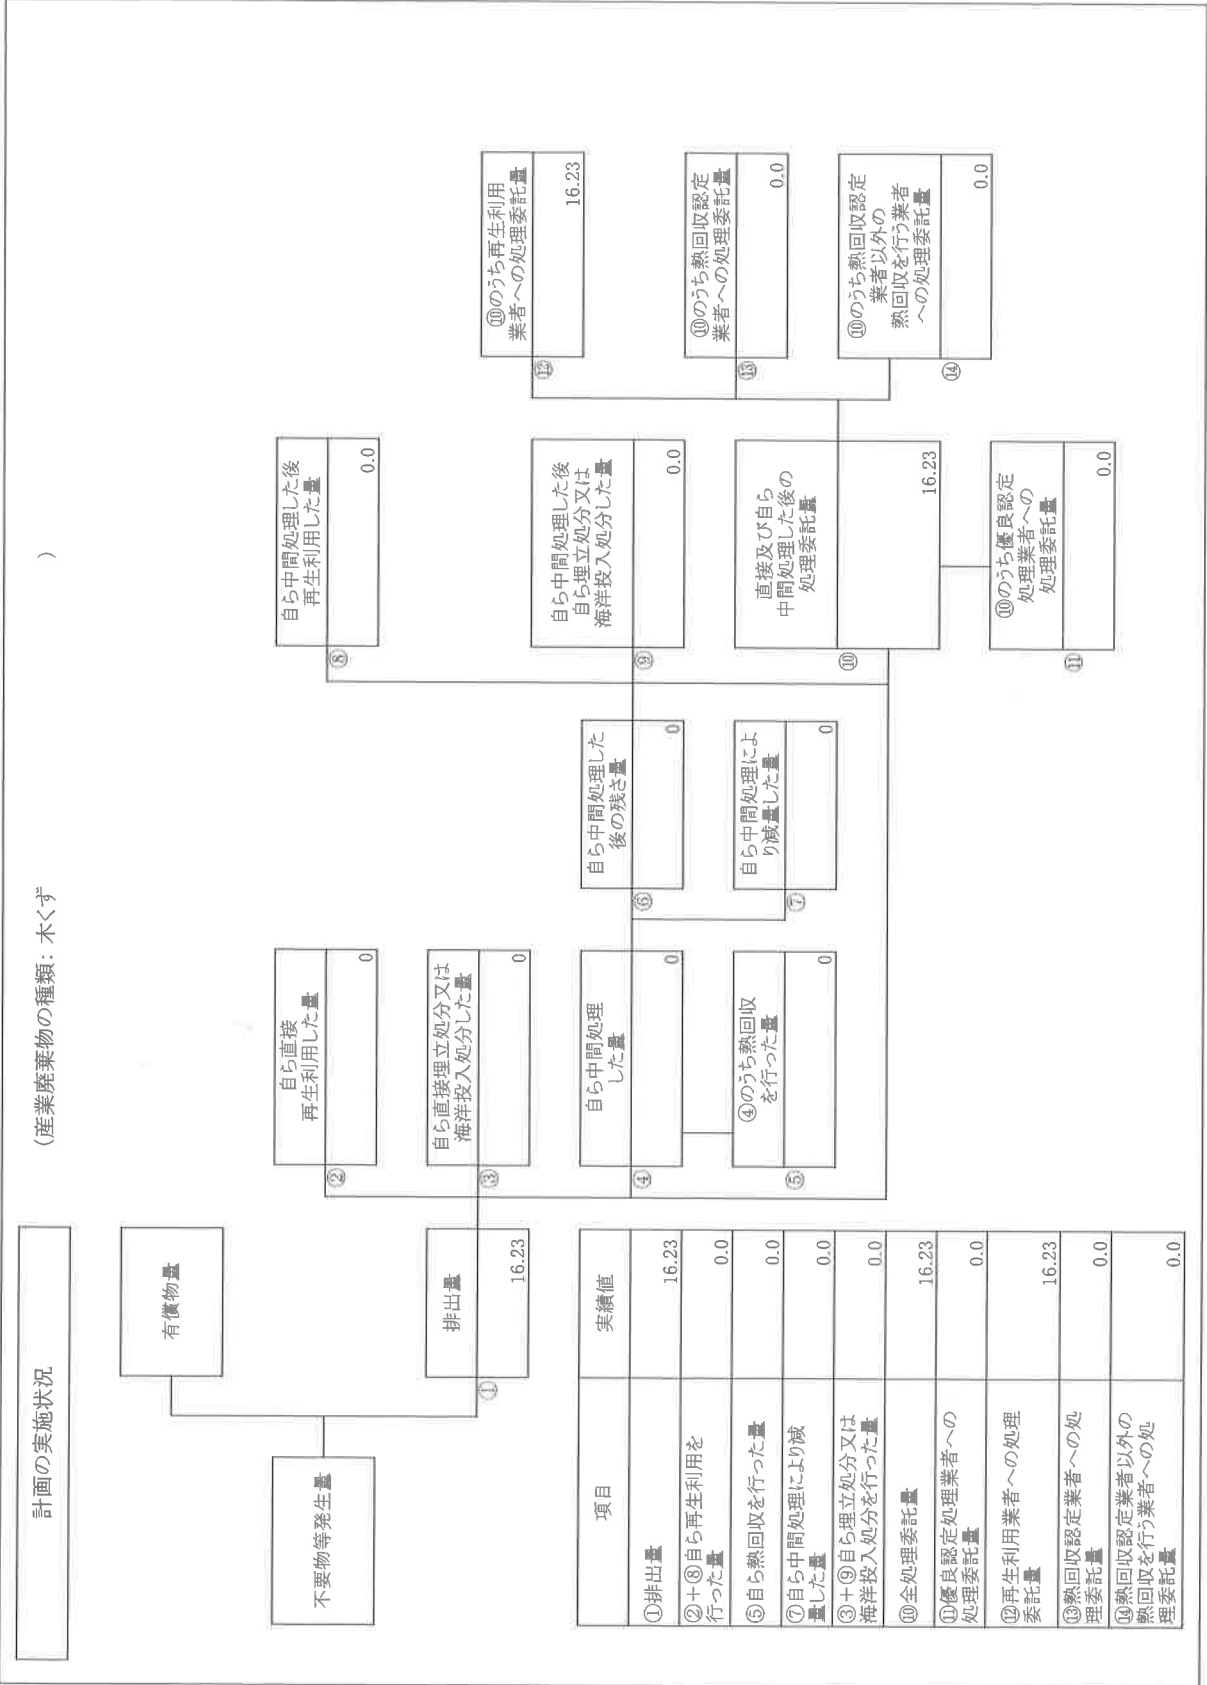 計画の実施状況
(産業廃棄物の種類：木くず
)
不要物等発生量
有償物量
①
排出量
16.23
②
自ら直接
再生利用した量
0
③
自ら直接埋立処分又は
海洋投入処分した量
0
④
自ら中間処理
した量
0
⑤
④のうち熱回収
を行った量
0
⑥
自ら中間処理した
後の残さ量
0
⑦
自ら中間処理によ
り減量した量
0
⑧
自ら中間処理した後
再生利用した量
0.0
⑨
自ら中間処理した後
自ら埋立処分又は
海洋投入処分した量
0.0
⑩
直接及び自ら
中間処理した後の
処理委託量
16.23
⑪
⑩のうち優良認定
処理業者への
処理委託量
0.0
⑫
⑩のうち再生利用
業者への処理委託量
16.23
⑬
⑩のうち熱回収認定
業者への処理委託量
0.0
⑭
⑩のうち熱回収認定
業者以外の
熱回収を行う業者
への処理委託量
0.0
項目 実績値
①排出量 16.23
②＋⑧自ら再生利用を
行った量 0.0
⑤自ら熱回収を行った量 0.0
⑦自ら中間処理により減
量した量 0.0
③＋⑨自ら埋立処分又は
海洋投入処分を行った量 0.0
⑩全処理委託量 16.23
⑪優良認定処理業者への
処理委託量 0.0
⑫再生利用業者への処理
委託量 16.23
⑬熱回収認定業者への処
理委託量 0.0
⑭熱回収認定業者以外の
熱回収を行う業者への処
理委託量 0.0